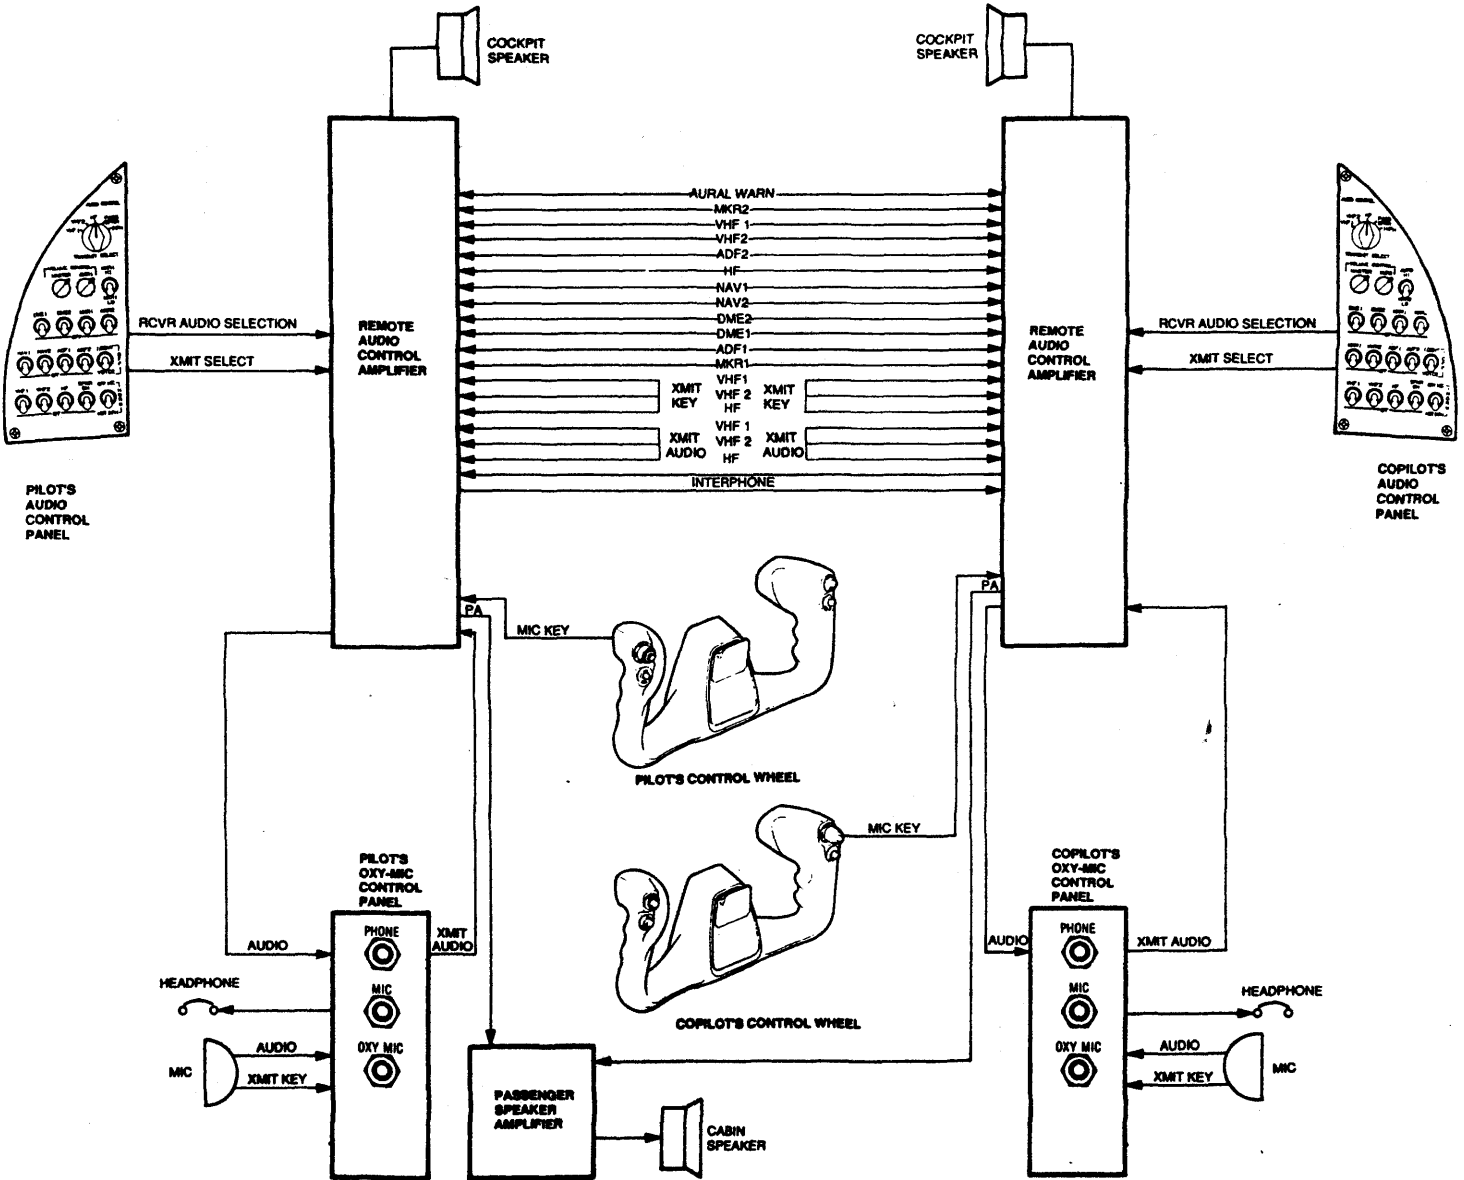 COCKPIT
SPEAKER
COCKPIT
SPEAKER
AURAL WARN
MKR2
VHF 1
VHF2
ADF2
HF
NAV1
NAV2
DME2
DME1
ADF1
MKR1
VHF1
VHF 2
HF
XMIT
KEY
XMIT
KEY
VHF 1
VHF 2
HF
XMIT
AUDIO
XMIT
AUDIO
INTERPHONE
RCVR AUDIO SELECTION
XMIT SELECT
REMOTE
AUDIO
CONTROL
AMPLIFIER
REMOTE
AUDIO
CONTROL
AMPLIFIER
RCVR AUDIO SELECTION
XMIT SELECT
PILOT'S
AUDIO
CONTROL
PANEL
COPILOT'S
AUDIO
CONTROL
PANEL
PA
MIC KEY
PA
PILOT'S CONTROL WHEEL
MIC KEY
COPILOT'S CONTROL WHEEL
PILOT'S
OXY-MIC
CONTROL
PANEL
COPILOT'S
OXY-MIC
CONTROL
PANEL
AUDIO
PHONE
XMIT
AUDIO
AUDIO
PHONE
XMIT AUDIO
HEADPHONE
MIC
MIC
HEADPHONE
MIC
AUDIO
XMIT KEY
OXY MIC
OXY MIC
AUDIO
XMIT KEY
MIC
PASSENGER
SPEAKER
AMPLIFIER
CABIN
SPEAKER